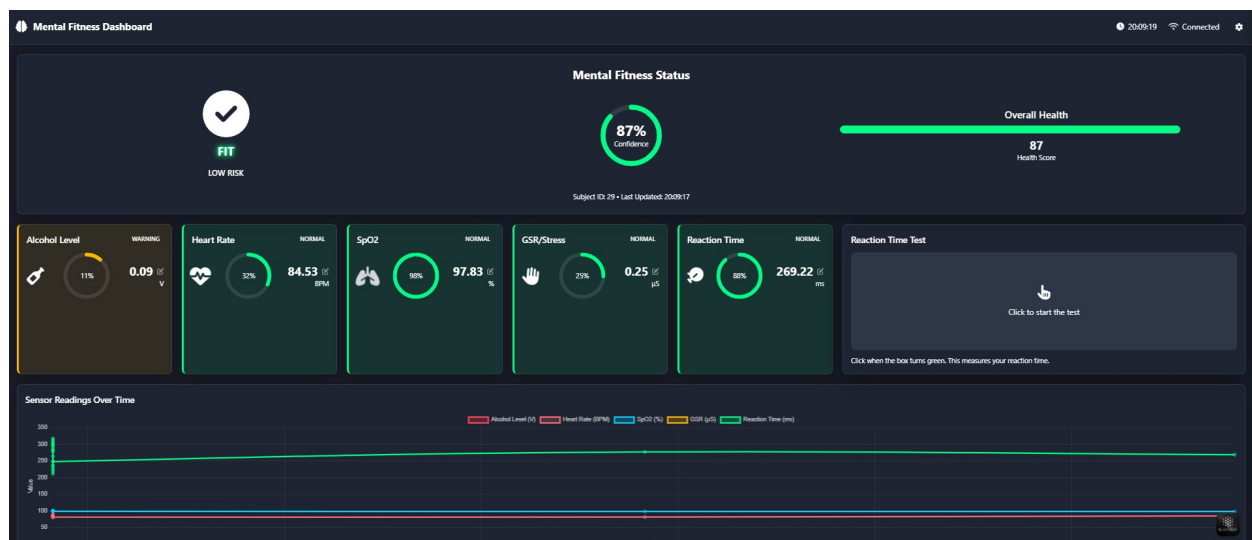 Mental Fitness Dashboard
20:09:19 Connected
Mental Fitness Status
FIT
LOW RISK
87%
Confidence
Subject ID: 29 • Last Updated: 20:09:17
Overall Health
87
Health Score
Alcohol Level WARNING
11%
0.09
V
Heart Rate NORMAL
32%
84.53
BPM
SpO2 NORMAL
98%
97.83
%
GSR/Stress NORMAL
25%
0.25
µS
Reaction Time NORMAL
88%
269.22
ms
Reaction Time Test
Click to start the test
Click when the box turns green. This measures your reaction time.
Sensor Readings Over Time
Alcohol Level (V) Heart Rate (BPM) SpO2 (%) GSR (µS) Reaction Time (ms)
Value
350
300
250
200
150
100
50